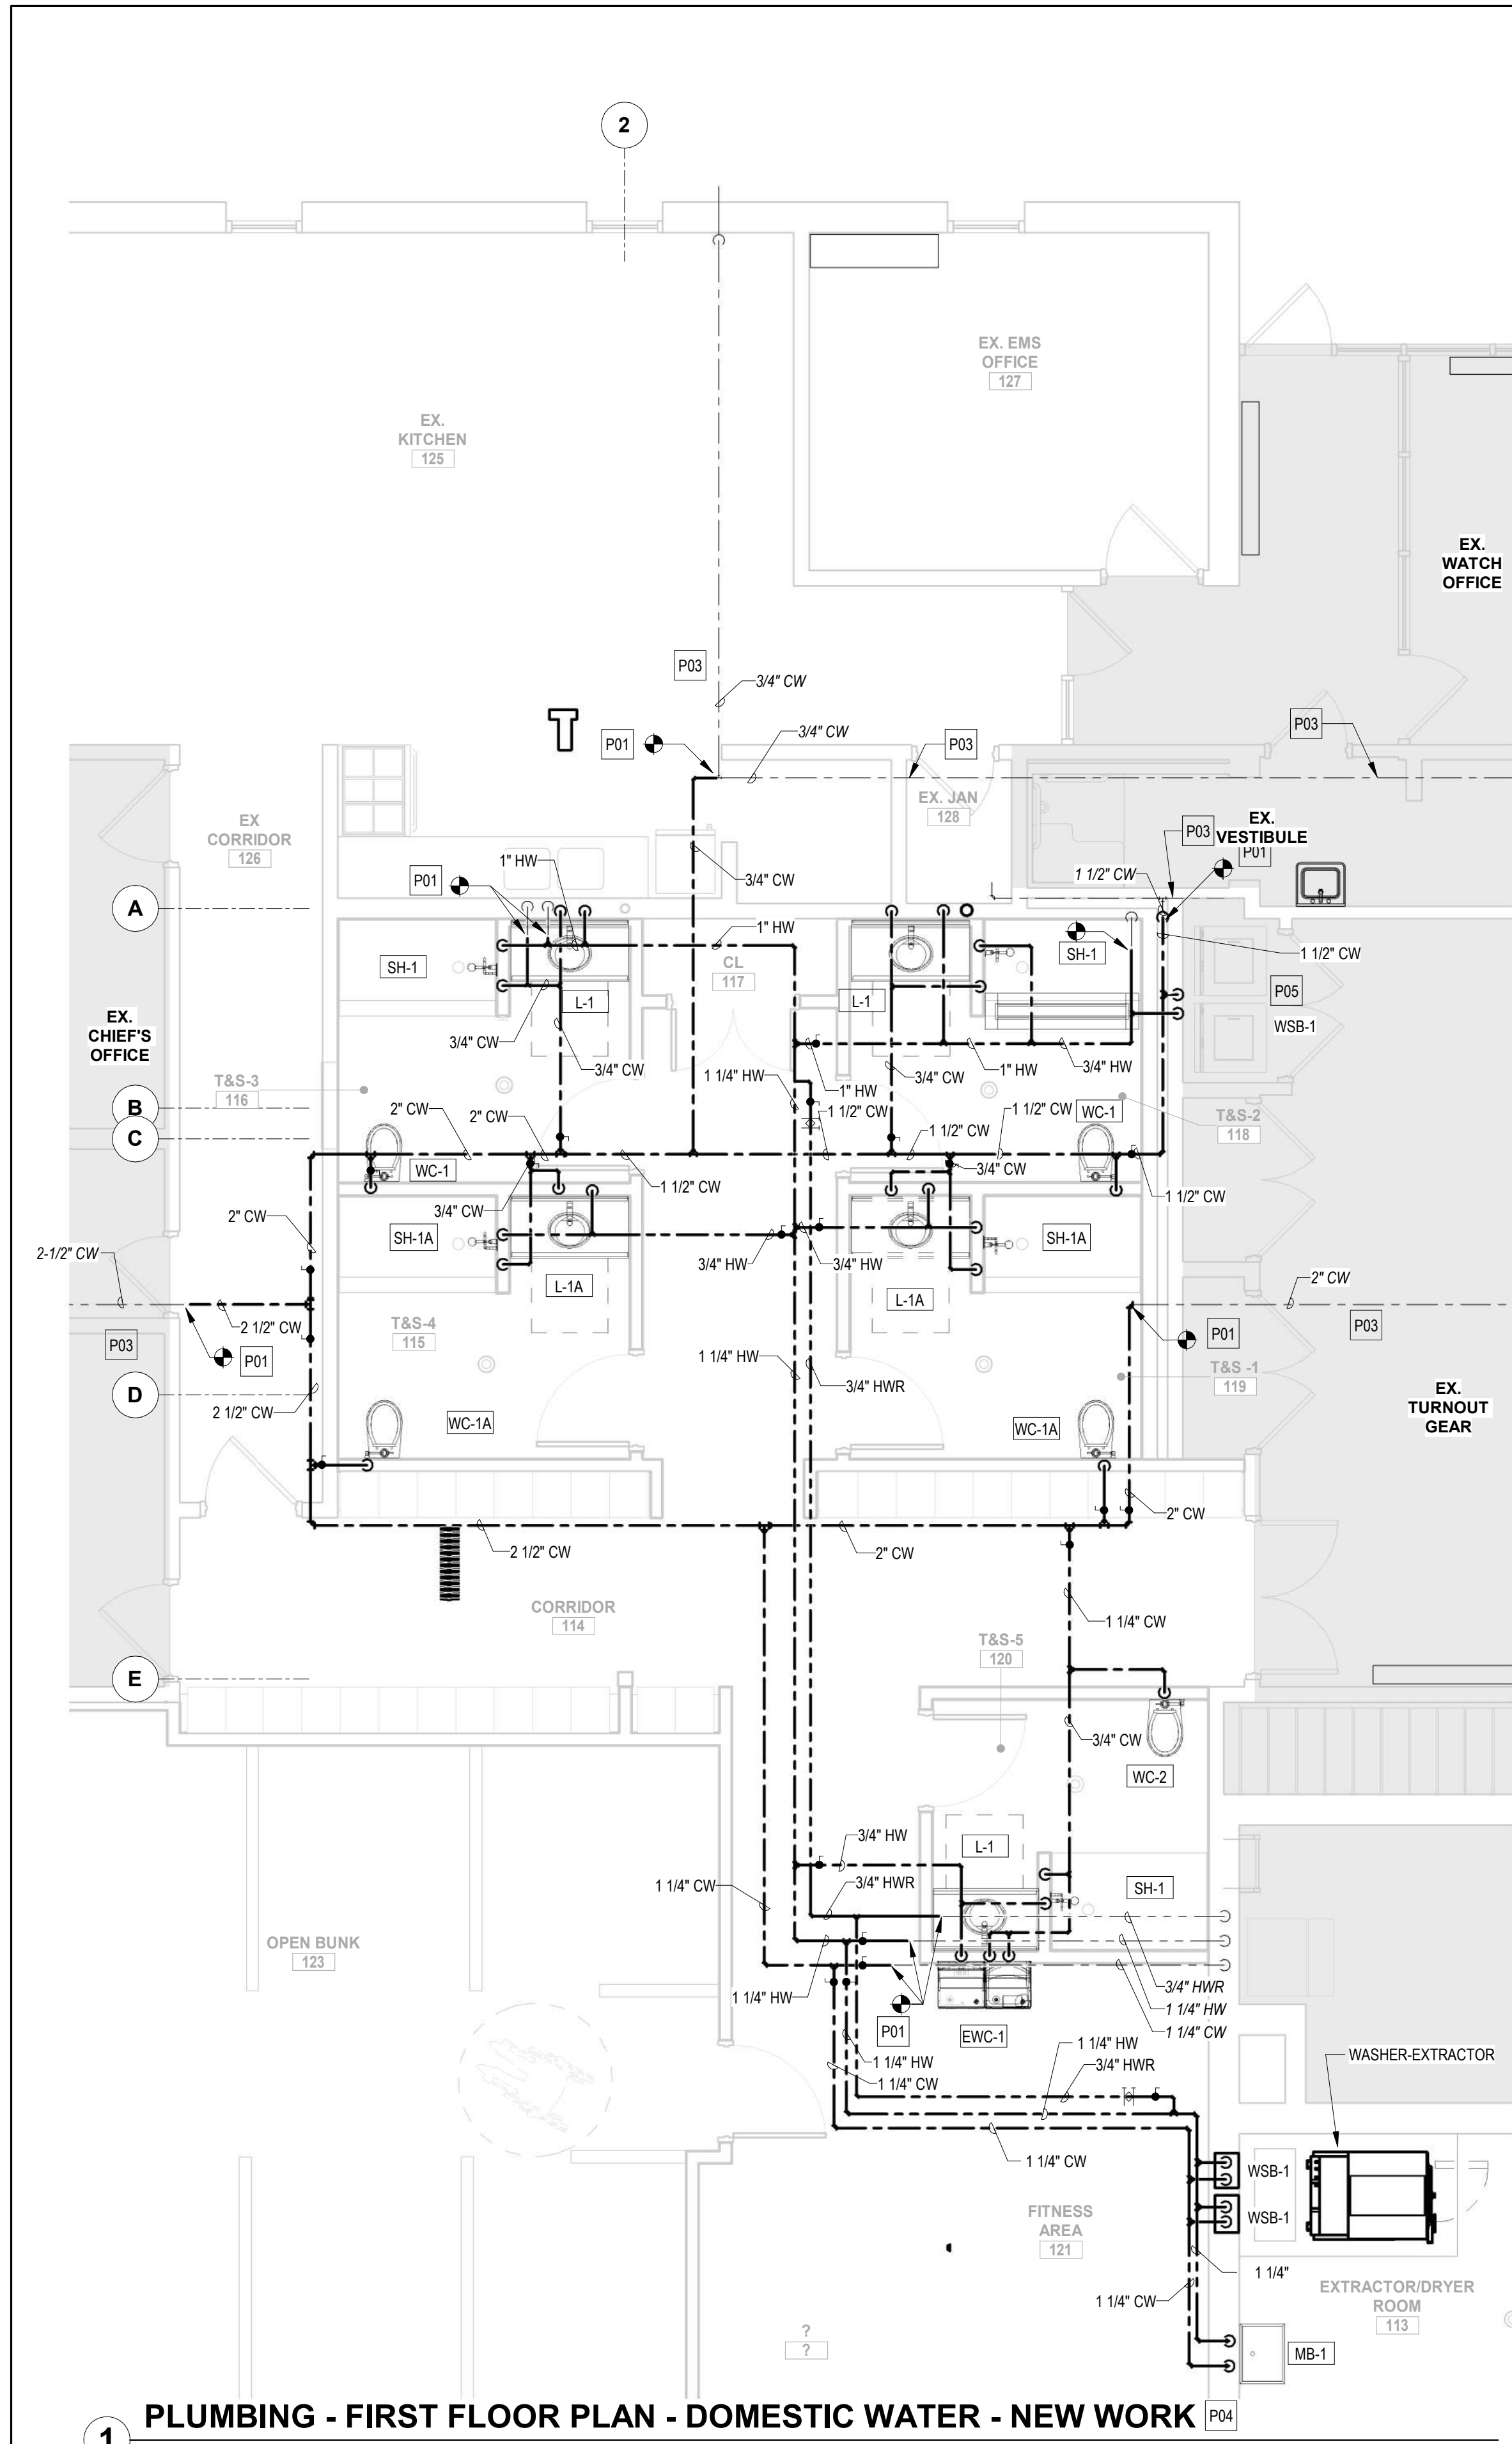 2
EX. EMS
OFFICE
127
EX.
KITCHEN
125
EX.
WATCH
OFFICE
P03
3/4" CW
T
P01
3/4" CW
P03
P03
EX
CORRIDOR
126
EX. JAN
128
EX.
VESTIBULE
P03
P01
1" HW
3/4" CW
1 1/2" CW
P01
A
1" HW
SH-1
CL
117
SH-1
1 1/2" CW
L-1
L-1
P05
WSB-1
EX.
CHIEF'S
OFFICE
3/4" CW
3/4" CW
3/4" CW
1" HW
3/4" HW
1 1/4" HW
1" HW
T&S-3
116
B
2" CW
2" CW
1 1/2" CW
1 1/2" CW
WC-1
T&S-2
118
C
1 1/2" CW
WC-1
3/4" CW
1 1/2" CW
1 1/2" CW
2" CW
3/4" CW
SH-1A
SH-1A
2-1/2" CW
3/4" HW
3/4" HW
L-1A
L-1A
2" CW
2 1/2" CW
T&S-4
115
P03
P01
P01
P03
1 1/4" HW
3/4" HWR
T&S -1
119
D
2 1/2" CW
WC-1A
WC-1A
EX.
TURNOUT
GEAR
2" CW
2 1/2" CW
2" CW
CORRIDOR
114
1 1/4" CW
T&S-5
120
E
3/4" CW
WC-2
3/4" HW
L-1
1 1/4" CW
3/4" HWR
SH-1
OPEN BUNK
123
1 1/4" HW
3/4" HWR
1 1/4" HW
1 1/4" CW
P01
EWC-1
1 1/4" HW
3/4" HWR
1 1/4" HW
1 1/4" CW
WASHER-EXTRACTOR
1 1/4" CW
WSB-1
WSB-1
FITNESS
AREA
121
1 1/4"
1 1/4" CW
EXTRACTOR/DRYER
ROOM
113
?
?
MB-1
PLUMBING - FIRST FLOOR PLAN - DOMESTIC WATER - NEW WORK
P04
1